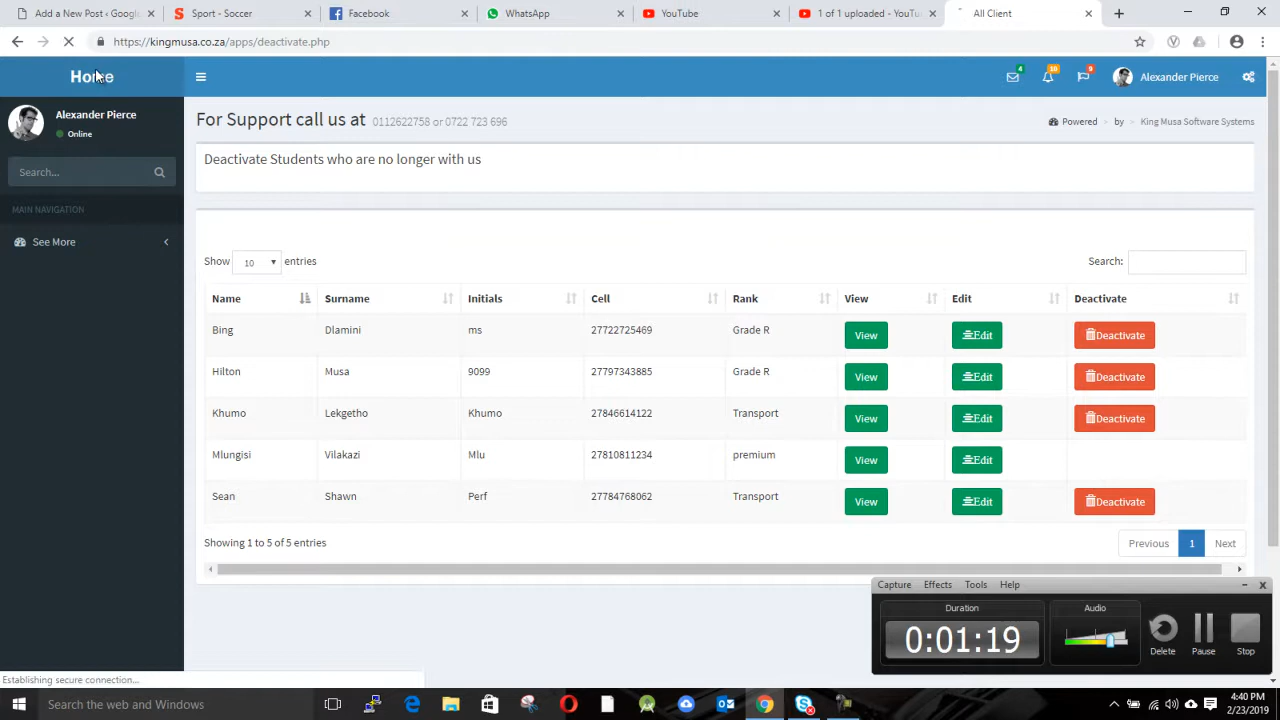 Add a New Post - Google
Sport - Soccer
Facebook
WhatsApp
YouTube
1 of 1 uploaded - YouTu
All Client
https://kingmusa.co.za/apps/deactivate.php
Home
4
10
9
Alexander Pierce
Alexander Pierce
Online
For Support call us at 0112622758 or 0722 723 696
Powered by King Musa Software Systems
Search...
Deactivate Students who are no longer with us
MAIN NAVIGATION
See More
Show 10 entries
Search:
Name Surname Initials Cell Rank View Edit Deactivate
Bing Dlamini ms 27722725469 Grade R View Edit Deactivate
Hilton Musa 9099 27797343885 Grade R View Edit Deactivate
Khumo Lekgetho Khumo 27846614122 Transport View Edit Deactivate
Mlungisi Vilakazi Mlu 27810811234 premium View Edit
Sean Shawn Perf 27784768062 Transport View Edit Deactivate
Showing 1 to 5 of 5 entries
Previous 1 Next
Capture Effects Tools Help
Duration
Audio
0:01:19
Delete Pause Stop
Establishing secure connection...
Search the web and Windows
4:40 PM
2/23/2019